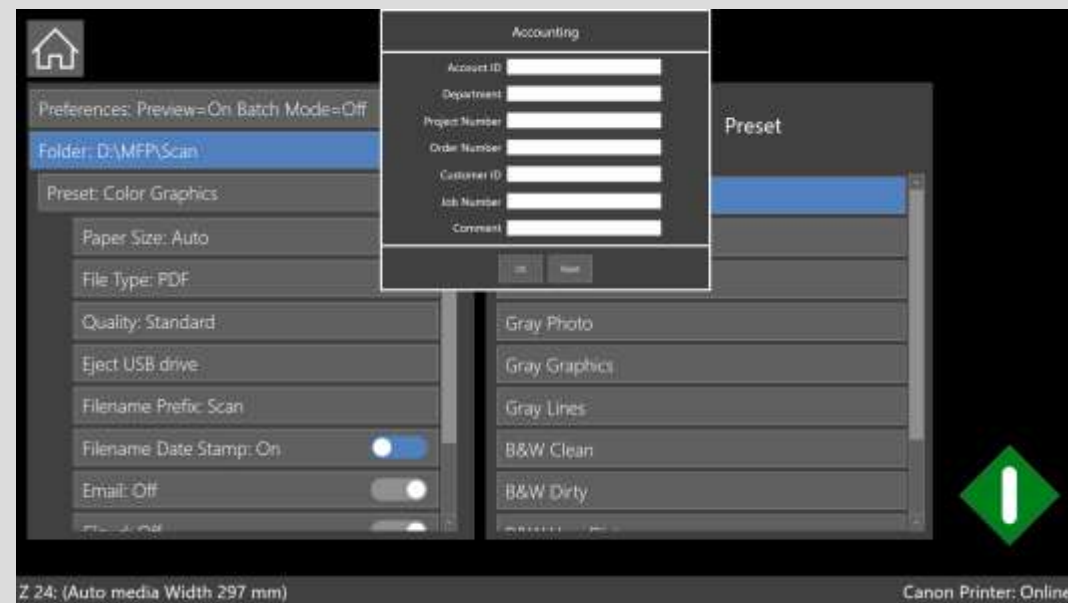 Accounting
Account ID
Department
Project Number
Order Number
Customer ID
Job Number
Comment
OK
Reset
Preferences: Preview=On Batch Mode=Off
Folder: D:\MFP\Scan
Preset: Color Graphics
Paper Size: Auto
File Type: PDF
Quality: Standard
Eject USB drive
Filename Prefix: Scan
Filename Date Stamp: On
Email: Off
Preset
Gray Photo
Gray Graphics
Gray Lines
B&W Clean
B&W Dirty
Z 24: (Auto media Width 297 mm)
Canon Printer: Online